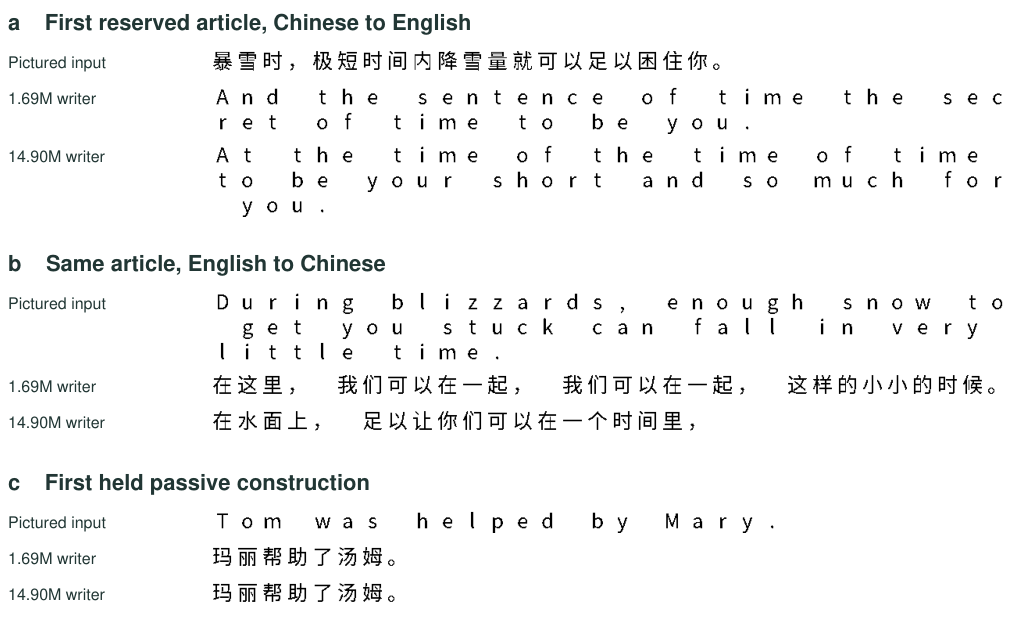 a First reserved article, Chinese to English
Pictured input 暴雪时，极短时间内降雪量就可以足以困住你。
1.69M writer And the sentence of time the sec
ret of time to be you.
14.90M writer At the time of the time of time
to be your short and so much for
you.
b Same article, English to Chinese
Pictured input During blizzards, enough snow to
get you stuck can fall in very
little time.
1.69M writer 在这里， 我们可以在一起， 我们可以在一起， 这样的小小的时候。
14.90M writer 在水面上， 足以让你们可以在一个时间里，
c First held passive construction
Pictured input Tom was helped by Mary.
1.69M writer 玛丽帮助了汤姆。
14.90M writer 玛丽帮助了汤姆。